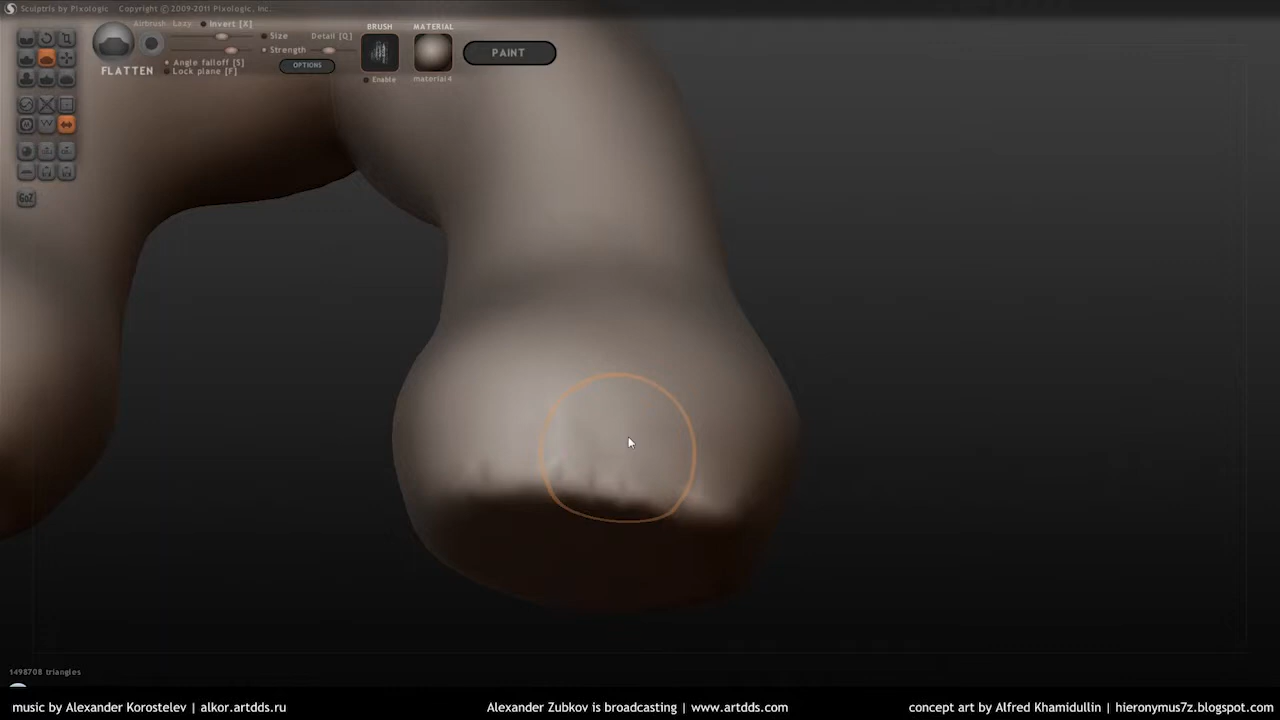 Sculptris by Pixologic Copyright © 2009-2011 Pixologic, Inc.
Airbrush Lazy Invert [X]
Size Detail [Q]
Strength
Angle falloff [S]
Lock plane [F]
FLATTEN
OPTIONS
BRUSH
Enable
MATERIAL
material4
PAINT
GoZ
1498708 triangles
music by Alexander Korostelev | alkor.artdds.ru
Alexander Zubkov is broadcasting | www.artdds.com
concept art by Alfred Khamidullin | hieronymus7z.blogspot.com